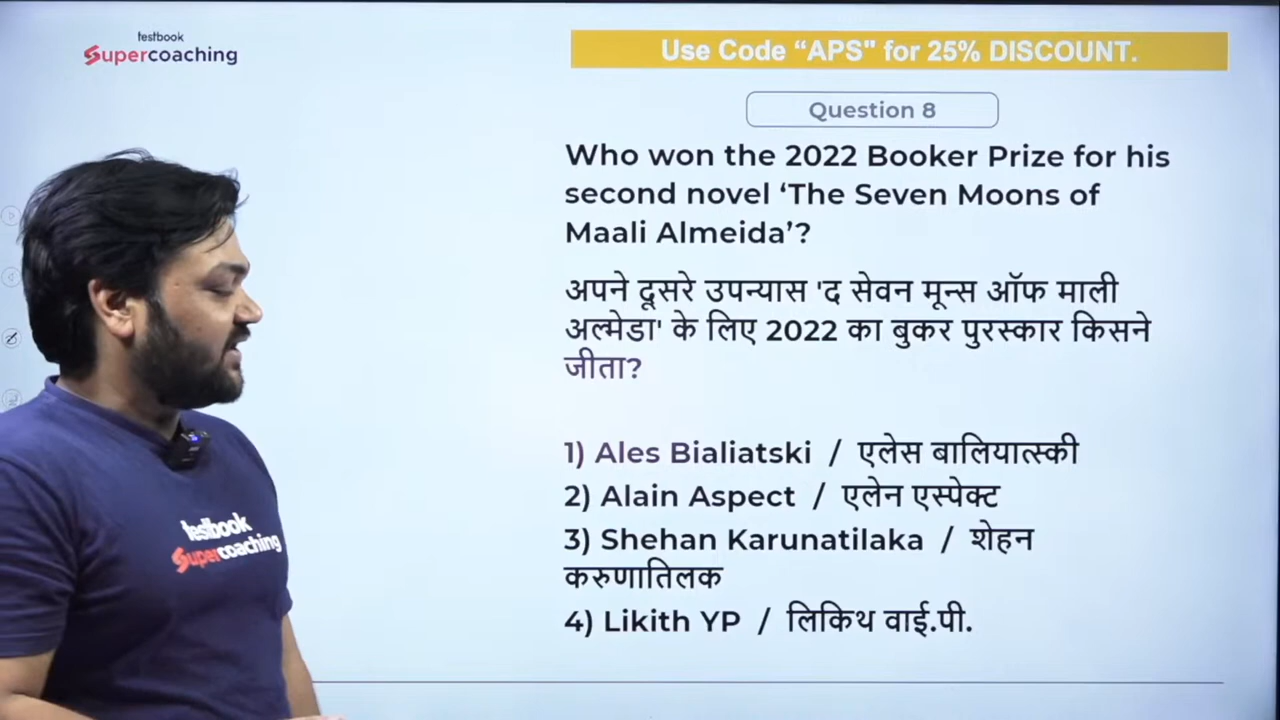 testbook
Supercoaching
Use Code “APS" for 25% DISCOUNT.
Question 8
Who won the 2022 Booker Prize for his
second novel ‘The Seven Moons of
Maali Almeida’?
अपने दूसरे उपन्यास 'द सेवन मून्स ऑफ माली
अल्मेडा' के लिए 2022 का बुकर पुरस्कार किसने
जीता?
1) Ales Bialiatski / एलेस बालियात्स्की
2) Alain Aspect / एलेन एस्पेक्ट
3) Shehan Karunatilaka / शेहन
करुणातिलक
4) Likith YP / लिकिथ वाई.पी.
testbook
Supercoaching